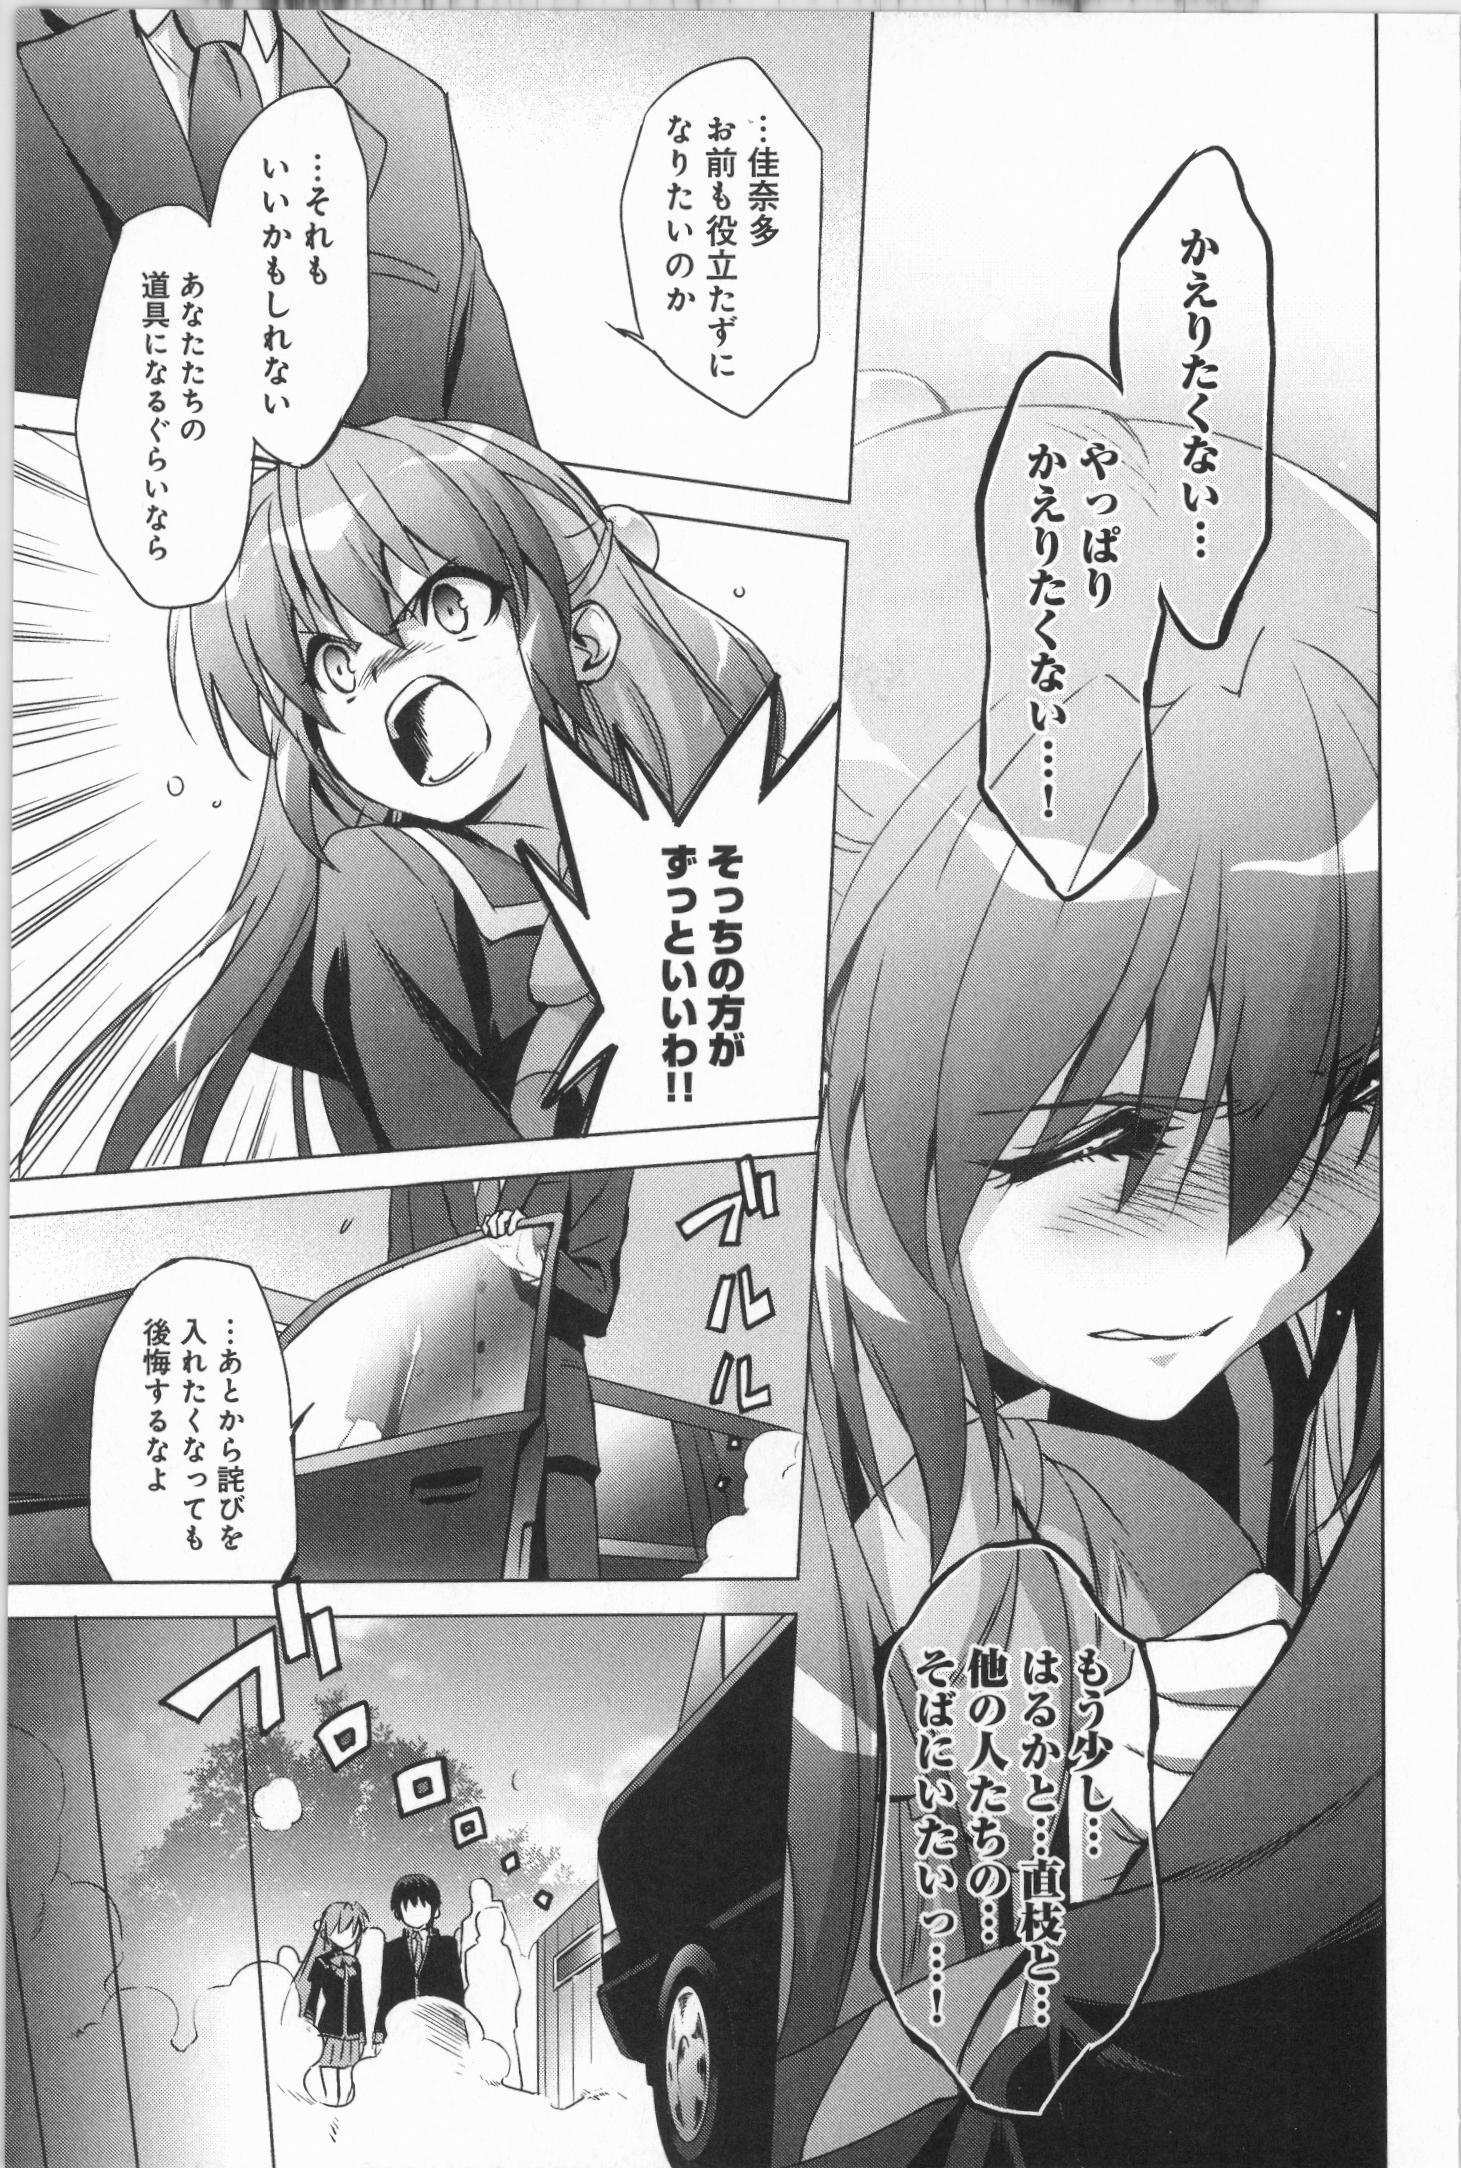 かえりたくない…
やっぱり
かえりたくない……!
もう少し…
はるかと…直枝と…
他の人たちの…
そばにいたいっ……!
…佳奈多
お前も役立たずに
なりたいのか
…それも
いいかもしれない
あなたたちの
道具になるぐらいなら
そっちの方が
ずっといいわ!!
ブルルル
…あとから詫びを
入れたくなっても
後悔するなよ
ブロロロ